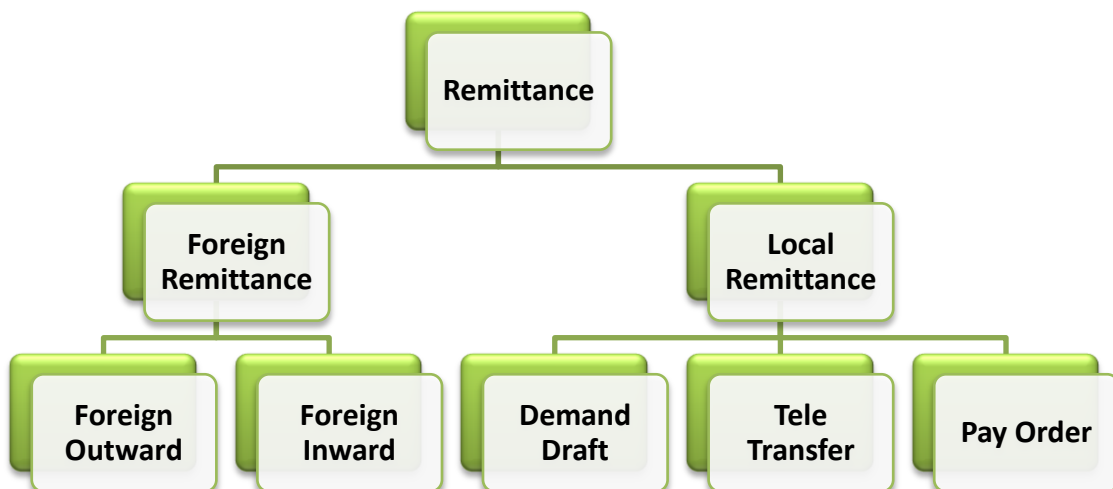 Remittance
Foreign
Remittance
Local
Remittance
Foreign
Outward
Foreign
Inward
Demand
Draft
Tele
Transfer
Pay Order